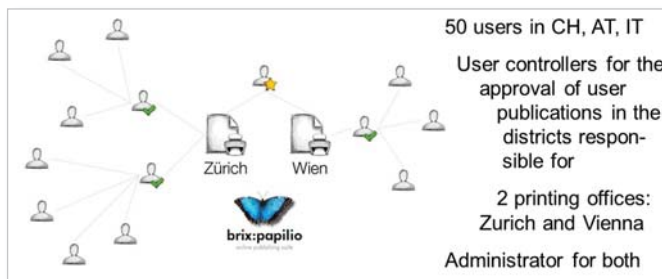 50 users in CH, AT, IT
User controllers for the
approval of user
publications in the
districts respon-
sible for
2 printing offices:
Zurich and Vienna
Administrator for both
Zürich
Wien
brix:papilio
online publishing suite